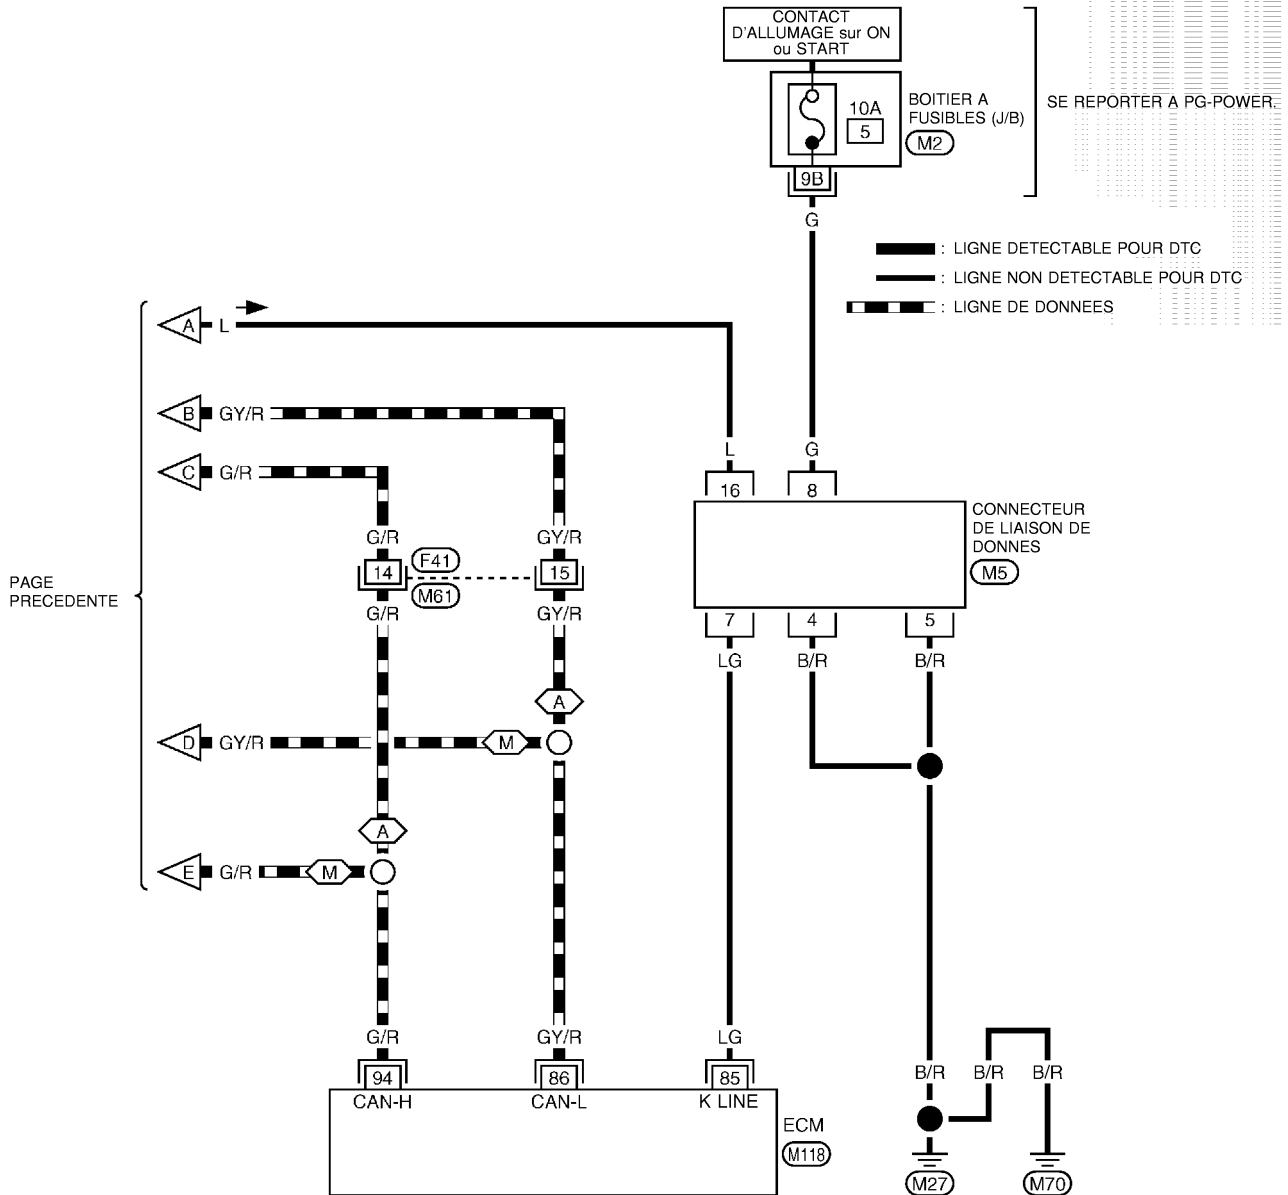 CONTACT
D'ALLUMAGE sur ON
ou START
10A
5
BOITIER A
FUSIBLES (J/B)
M2
SE REPORTER A PG-POWER.
9B
G
: LIGNE DETECTABLE POUR DTC
: LIGNE NON DETECTABLE POUR DTC
: LIGNE DE DONNEES
A L
B GY/R
C G/R
L G
16 8
CONNECTEUR
DE LIAISON DE
DONNES
M5
G/R GY/R
14 F41 15
M61
G/R GY/R
PAGE
PRECEDENTE
7 4 5
LG B/R B/R
A
D GY/R M
A
E G/R M
G/R GY/R LG
94 86 85
CAN-H CAN-L K LINE
ECM
M118
B/R B/R B/R
M27 M70